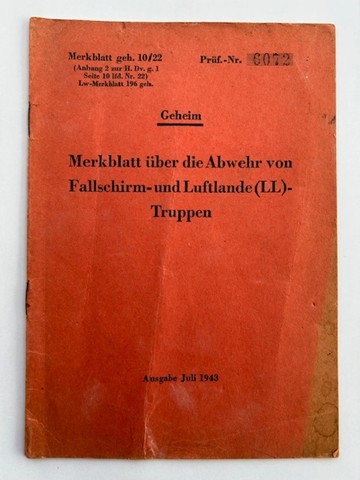 Merkblatt geh. 10/22
(Anhang 2 zur H. Dv. g. 1
Seite 10 lfd. Nr. 22)
Lw-Merkblatt 196 geh.
Prüf.-Nr. 6072
Geheim
Merkblatt über die Abwehr von
Fallschirm- und Luftlande (LL)-
Truppen
Ausgabe Juli 1943